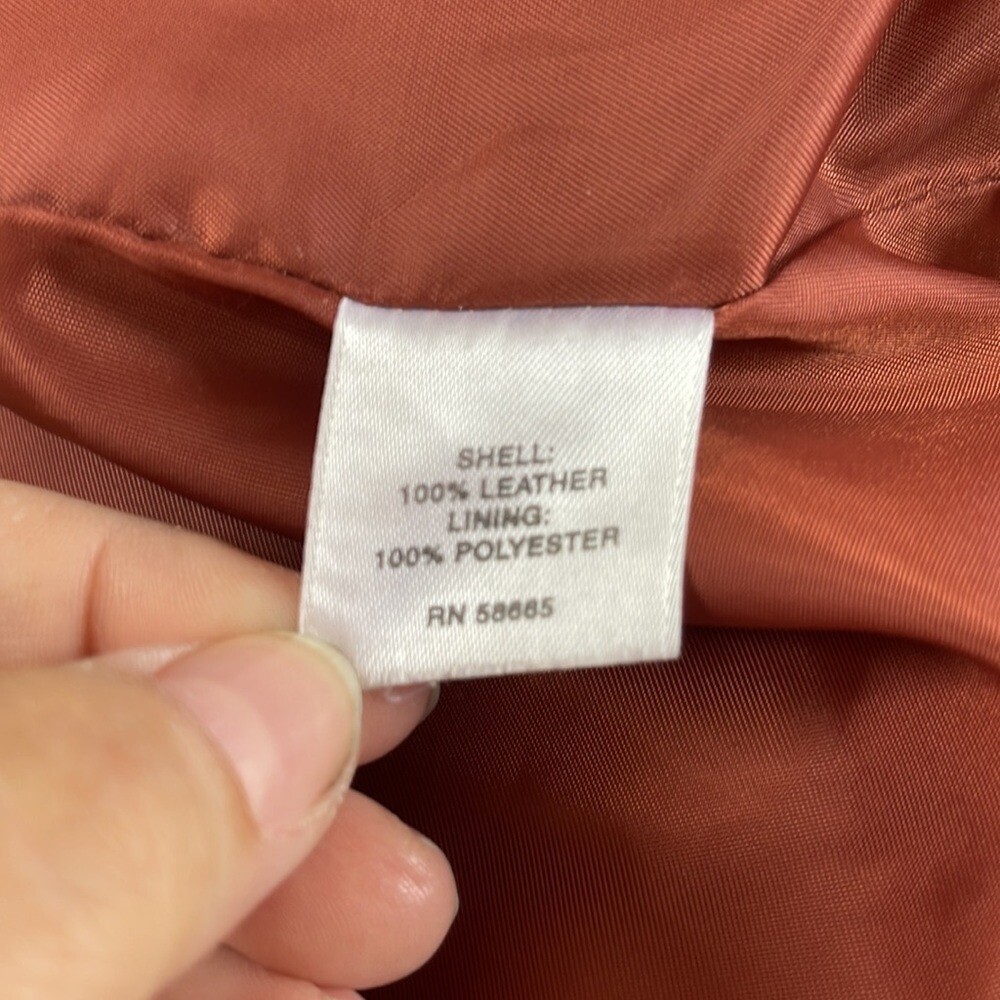 SHELL:
100% LEATHER
LINING:
100% POLYESTER
RN 58665